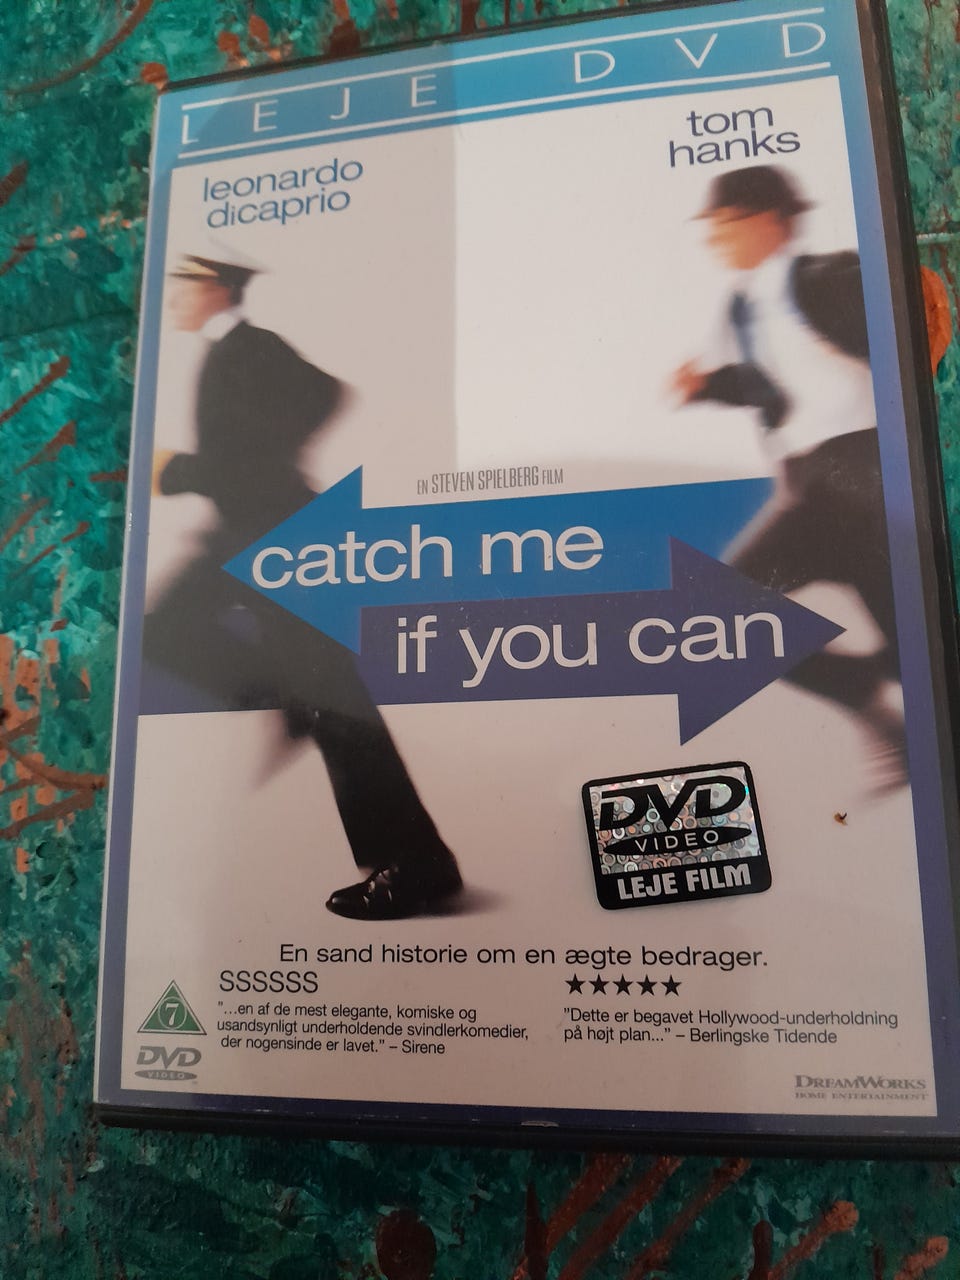 LEJE DVD
leonardo
dicaprio
tom
hanks
EN STEVEN SPIELBERG FILM
catch me
if you can
DVD
VIDEO
LEJE FILM
En sand historie om en ægte bedrager.
SSSSSS
"...en af de mest elegante, komiske og
usandsynligt underholdende svindlerkomedier,
der nogensinde er lavet." – Sirene
★★★★★
"Dette er begavet Hollywood-underholdning
på højt plan..." – Berlingske Tidende
7
DVD
VIDEO
DREAMWORKS
HOME ENTERTAINMENT